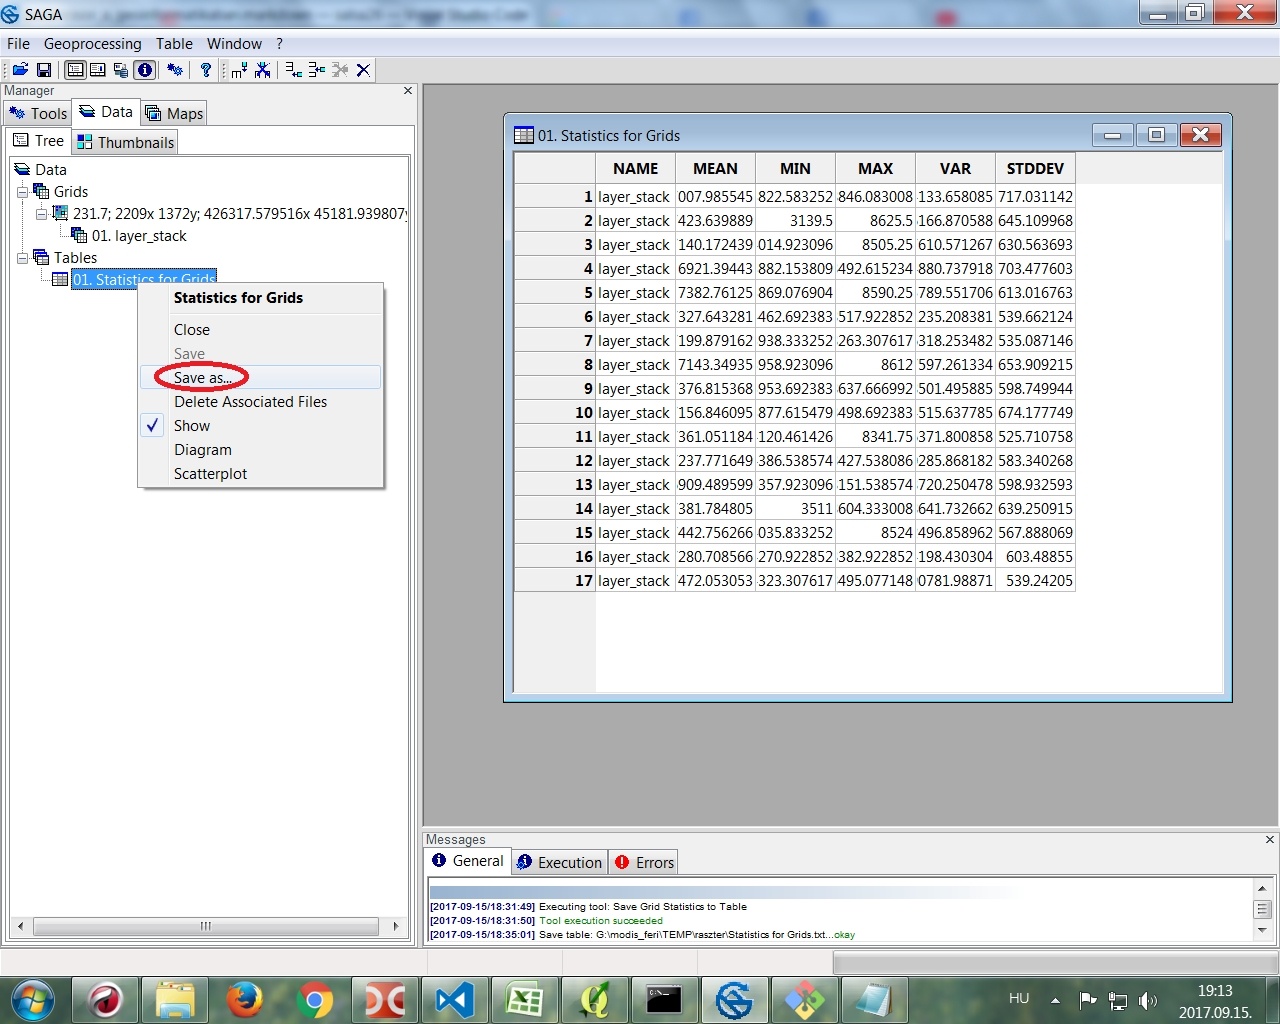 SAGA
File Geoprocessing Table Window ?
Manager
Tools Data Maps
Tree Thumbnails
Data
Grids
231.7; 2209x 1372y; 426317.579516x 45181.939807y
01. layer_stack
Tables
01. Statistics for Grids
Statistics for Grids
Close
Save
Save as...
Delete Associated Files
Show
Diagram
Scatterplot
01. Statistics for Grids
NAME MEAN MIN MAX VAR STDDEV
1 layer_stack 007.985545 822.583252 846.083008 133.658085 717.031142
2 layer_stack 423.639889 3139.5 8625.5 166.870588 645.109968
3 layer_stack 140.172439 014.923096 8505.25 610.571267 630.563693
4 layer_stack 6921.39443 882.153809 492.615234 880.737918 703.477603
5 layer_stack 7382.76125 869.076904 8590.25 789.551706 613.016763
6 layer_stack 327.643281 462.692383 517.922852 235.208381 539.662124
7 layer_stack 199.879162 938.333252 263.307617 318.253482 535.087146
8 layer_stack 7143.34935 958.923096 8612 597.261334 653.909215
9 layer_stack 376.815368 953.692383 637.666992 501.495885 598.749944
10 layer_stack 156.846095 877.615479 498.692383 515.637785 674.177749
11 layer_stack 361.051184 120.461426 8341.75 371.800858 525.710758
12 layer_stack 237.771649 386.538574 427.538086 285.868182 583.340268
13 layer_stack 909.489599 357.923096 151.538574 720.250478 598.932593
14 layer_stack 381.784805 3511 604.333008 641.732662 639.250915
15 layer_stack 442.756266 035.833252 8524 496.858962 567.888069
16 layer_stack 280.708566 270.922852 382.922852 198.430304 603.48855
17 layer_stack 472.053053 323.307617 495.077148 0781.98871 539.24205
Messages
General Execution Errors
[2017-09-15/18:31:49] Executing tool: Save Grid Statistics to Table
[2017-09-15/18:31:50] Tool execution succeeded
[2017-09-15/18:35:01] Save table: G:\modis_feri\TEMP\raszter\Statistics for Grids.txt...okay
HU
19:13
2017.09.15.